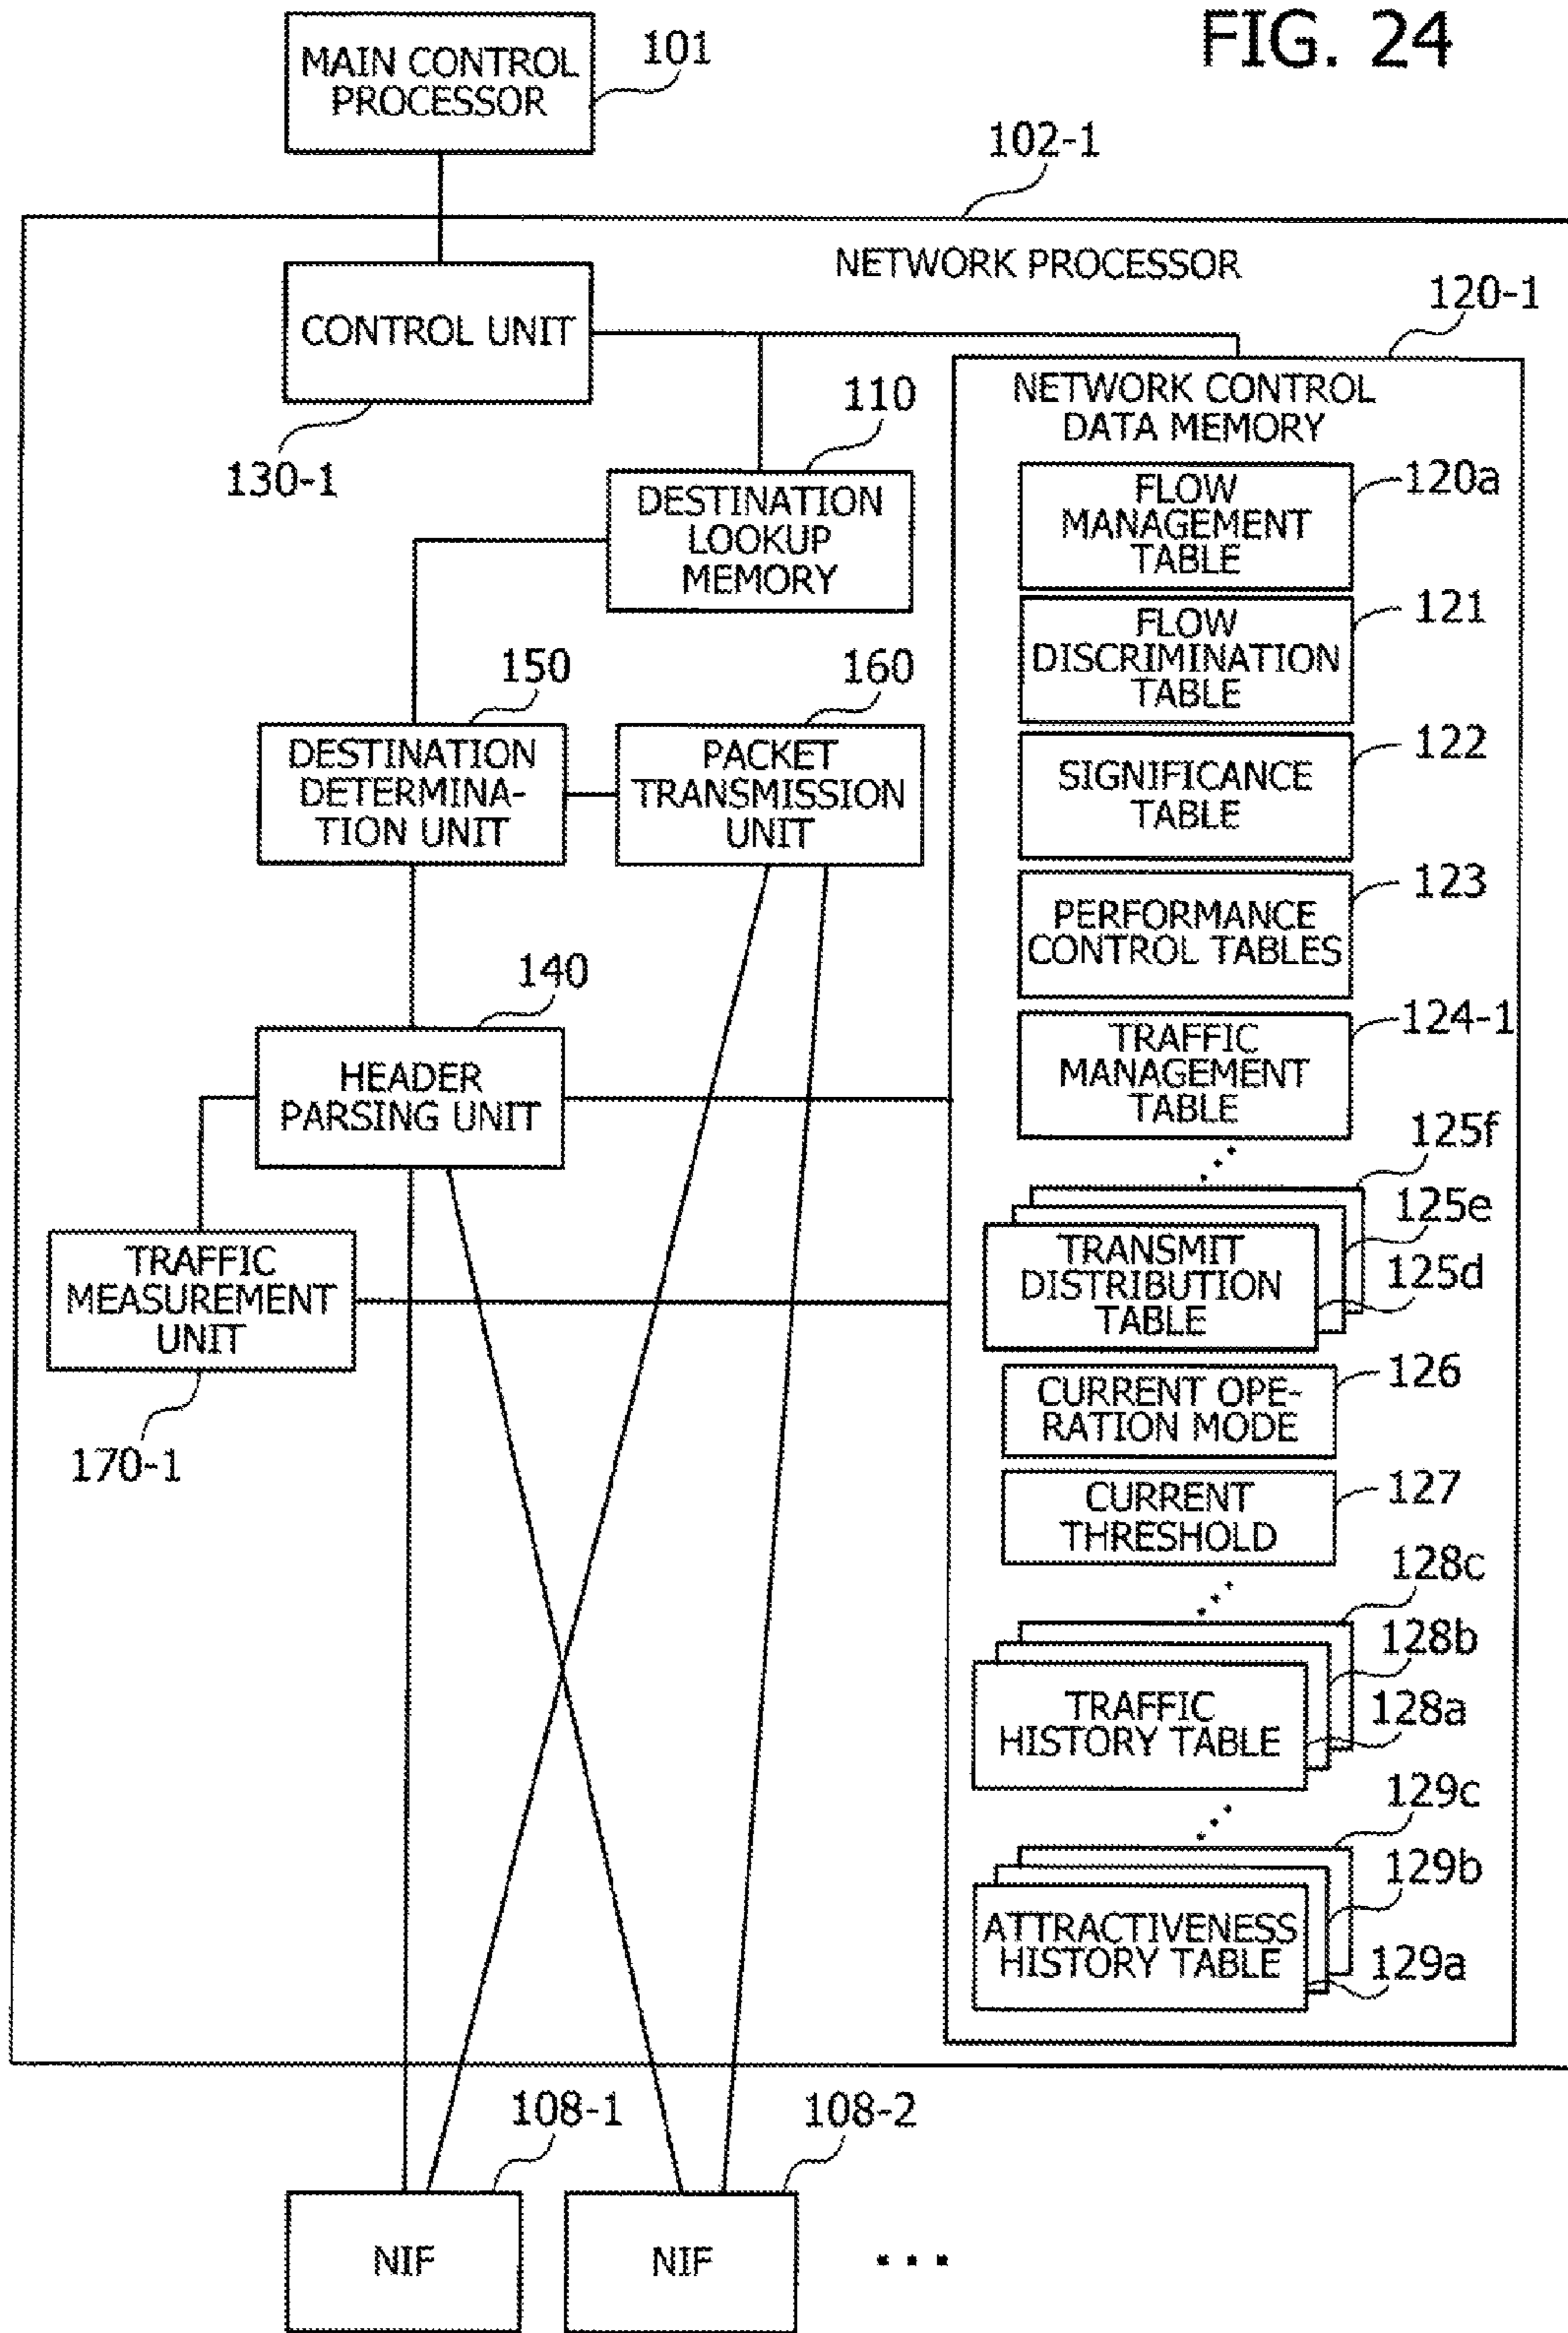 FIG. 24
MAIN CONTROL
PROCESSOR
101
102-1
NETWORK PROCESSOR
CONTROL UNIT
130-1
120-1
NETWORK CONTROL
DATA MEMORY
110
DESTINATION
LOOKUP
MEMORY
FLOW
MANAGEMENT
TABLE
120a
FLOW
DISCRIMINATION
TABLE
121
150
DESTINATION
DETERMINA-
TION UNIT
160
PACKET
TRANSMISSION
UNIT
SIGNIFICANCE
TABLE
122
PERFORMANCE
CONTROL TABLES
123
140
HEADER
PARSING UNIT
TRAFFIC
MANAGEMENT
TABLE
124-1
125f
125e
125d
TRANSMIT
DISTRIBUTION
TABLE
TRAFFIC
MEASUREMENT
UNIT
170-1
CURRENT OPE-
RATION MODE
126
CURRENT
THRESHOLD
127
128c
128b
128a
TRAFFIC
HISTORY TABLE
129c
129b
129a
ATTRACTIVENESS
HISTORY TABLE
108-1
NIF
108-2
NIF